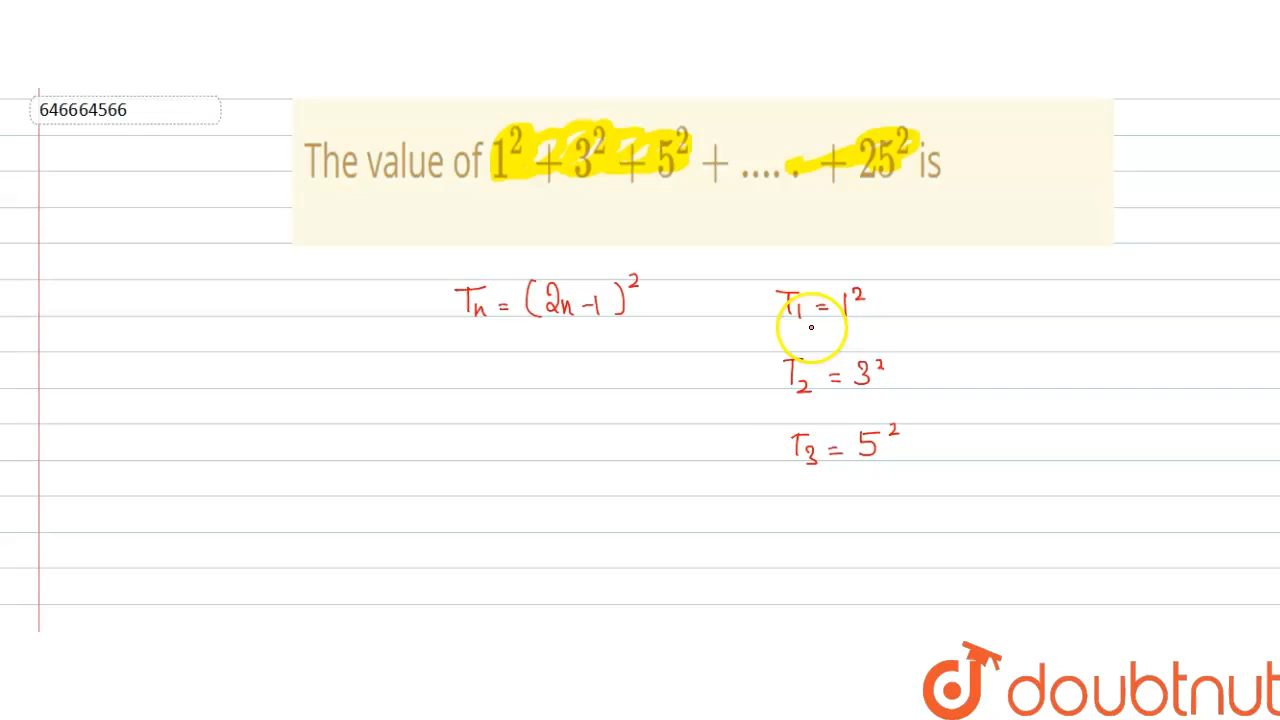 646664566
The value of 1² + 3² + 5² + ..... + 25² is
Tₙ = (2n-1)²
T₁ = 1²
T₂ = 3²
T₃ = 5²
doubtnut